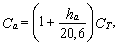 C_a = (1 + h_a / 20,6) C_T,